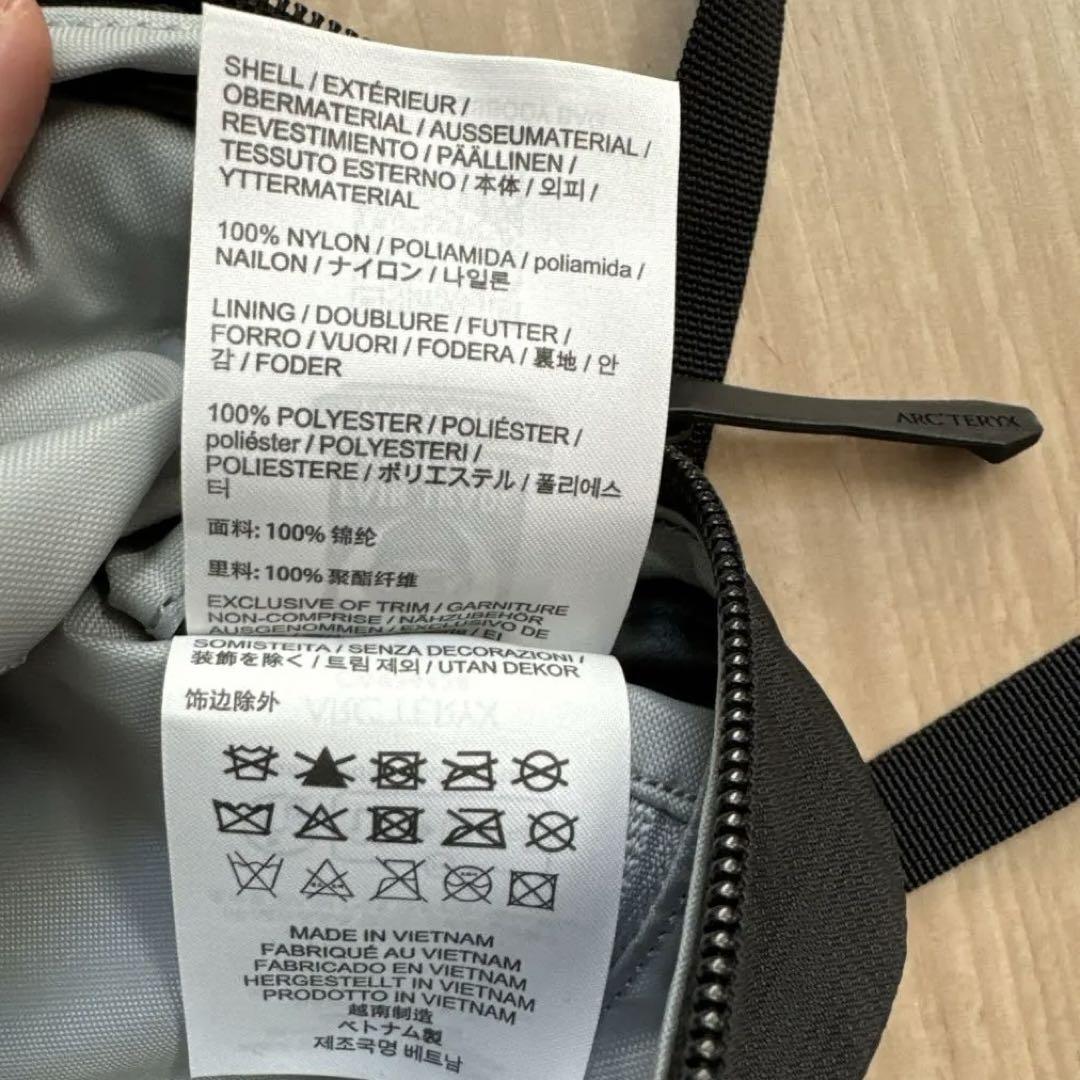 SHELL / EXTÉRIEUR /
OBERMATERIAL / AUSSEUMATERIAL /
REVESTIMIENTO / PÄÄLLINEN /
TESSUTO ESTERNO / 本体 / 외피 /
YTTERMATERIAL
100% NYLON / POLIAMIDA / poliamida /
NAILON / ナイロン / 나일론
LINING / DOUBLURE / FUTTER /
FORRO / VUORI / FODERA / 裏地 / 안
감 / FODER
100% POLYESTER / POLIÉSTER /
poliéster / POLYESTERI /
POLIESTERE / ポリエステル / 폴리에스
터
面料: 100% 锦纶
里料: 100% 聚酯纤维
EXCLUSIVE OF TRIM / GARNITURE
NON-COMPRISE / NÄHZUBEHÖR
AUSGENOMMEN / EXCLUSIVO DE
SOMISTEITA / SENZA DECORAZIONI /
装飾を除く / 트림 제외 / UTAN DEKOR
饰边除外
MADE IN VIETNAM
FABRIQUÉ AU VIETNAM
FABRICADO EN VIETNAM
HERGESTELLT IN VIETNAM
PRODOTTO IN VIETNAM
越南制造
ベトナム製
제조국명 베트남
ARC'TERYX